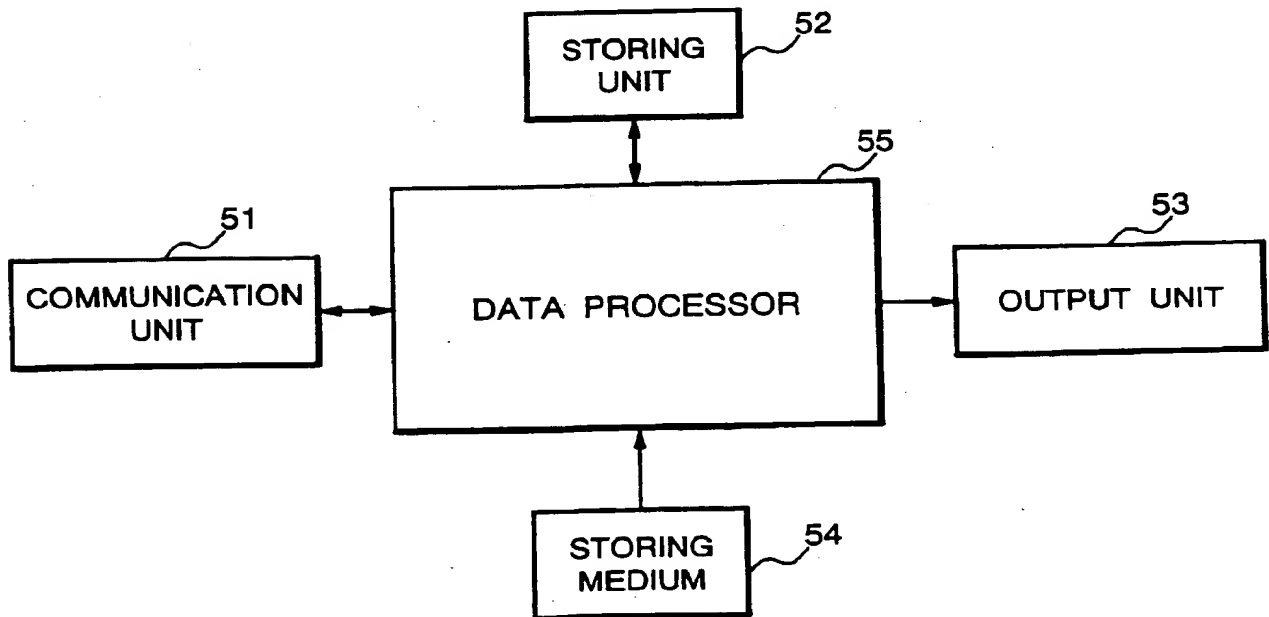 52
STORING
UNIT
55
51
53
COMMUNICATION
UNIT
DATA PROCESSOR
OUTPUT UNIT
54
STORING
MEDIUM